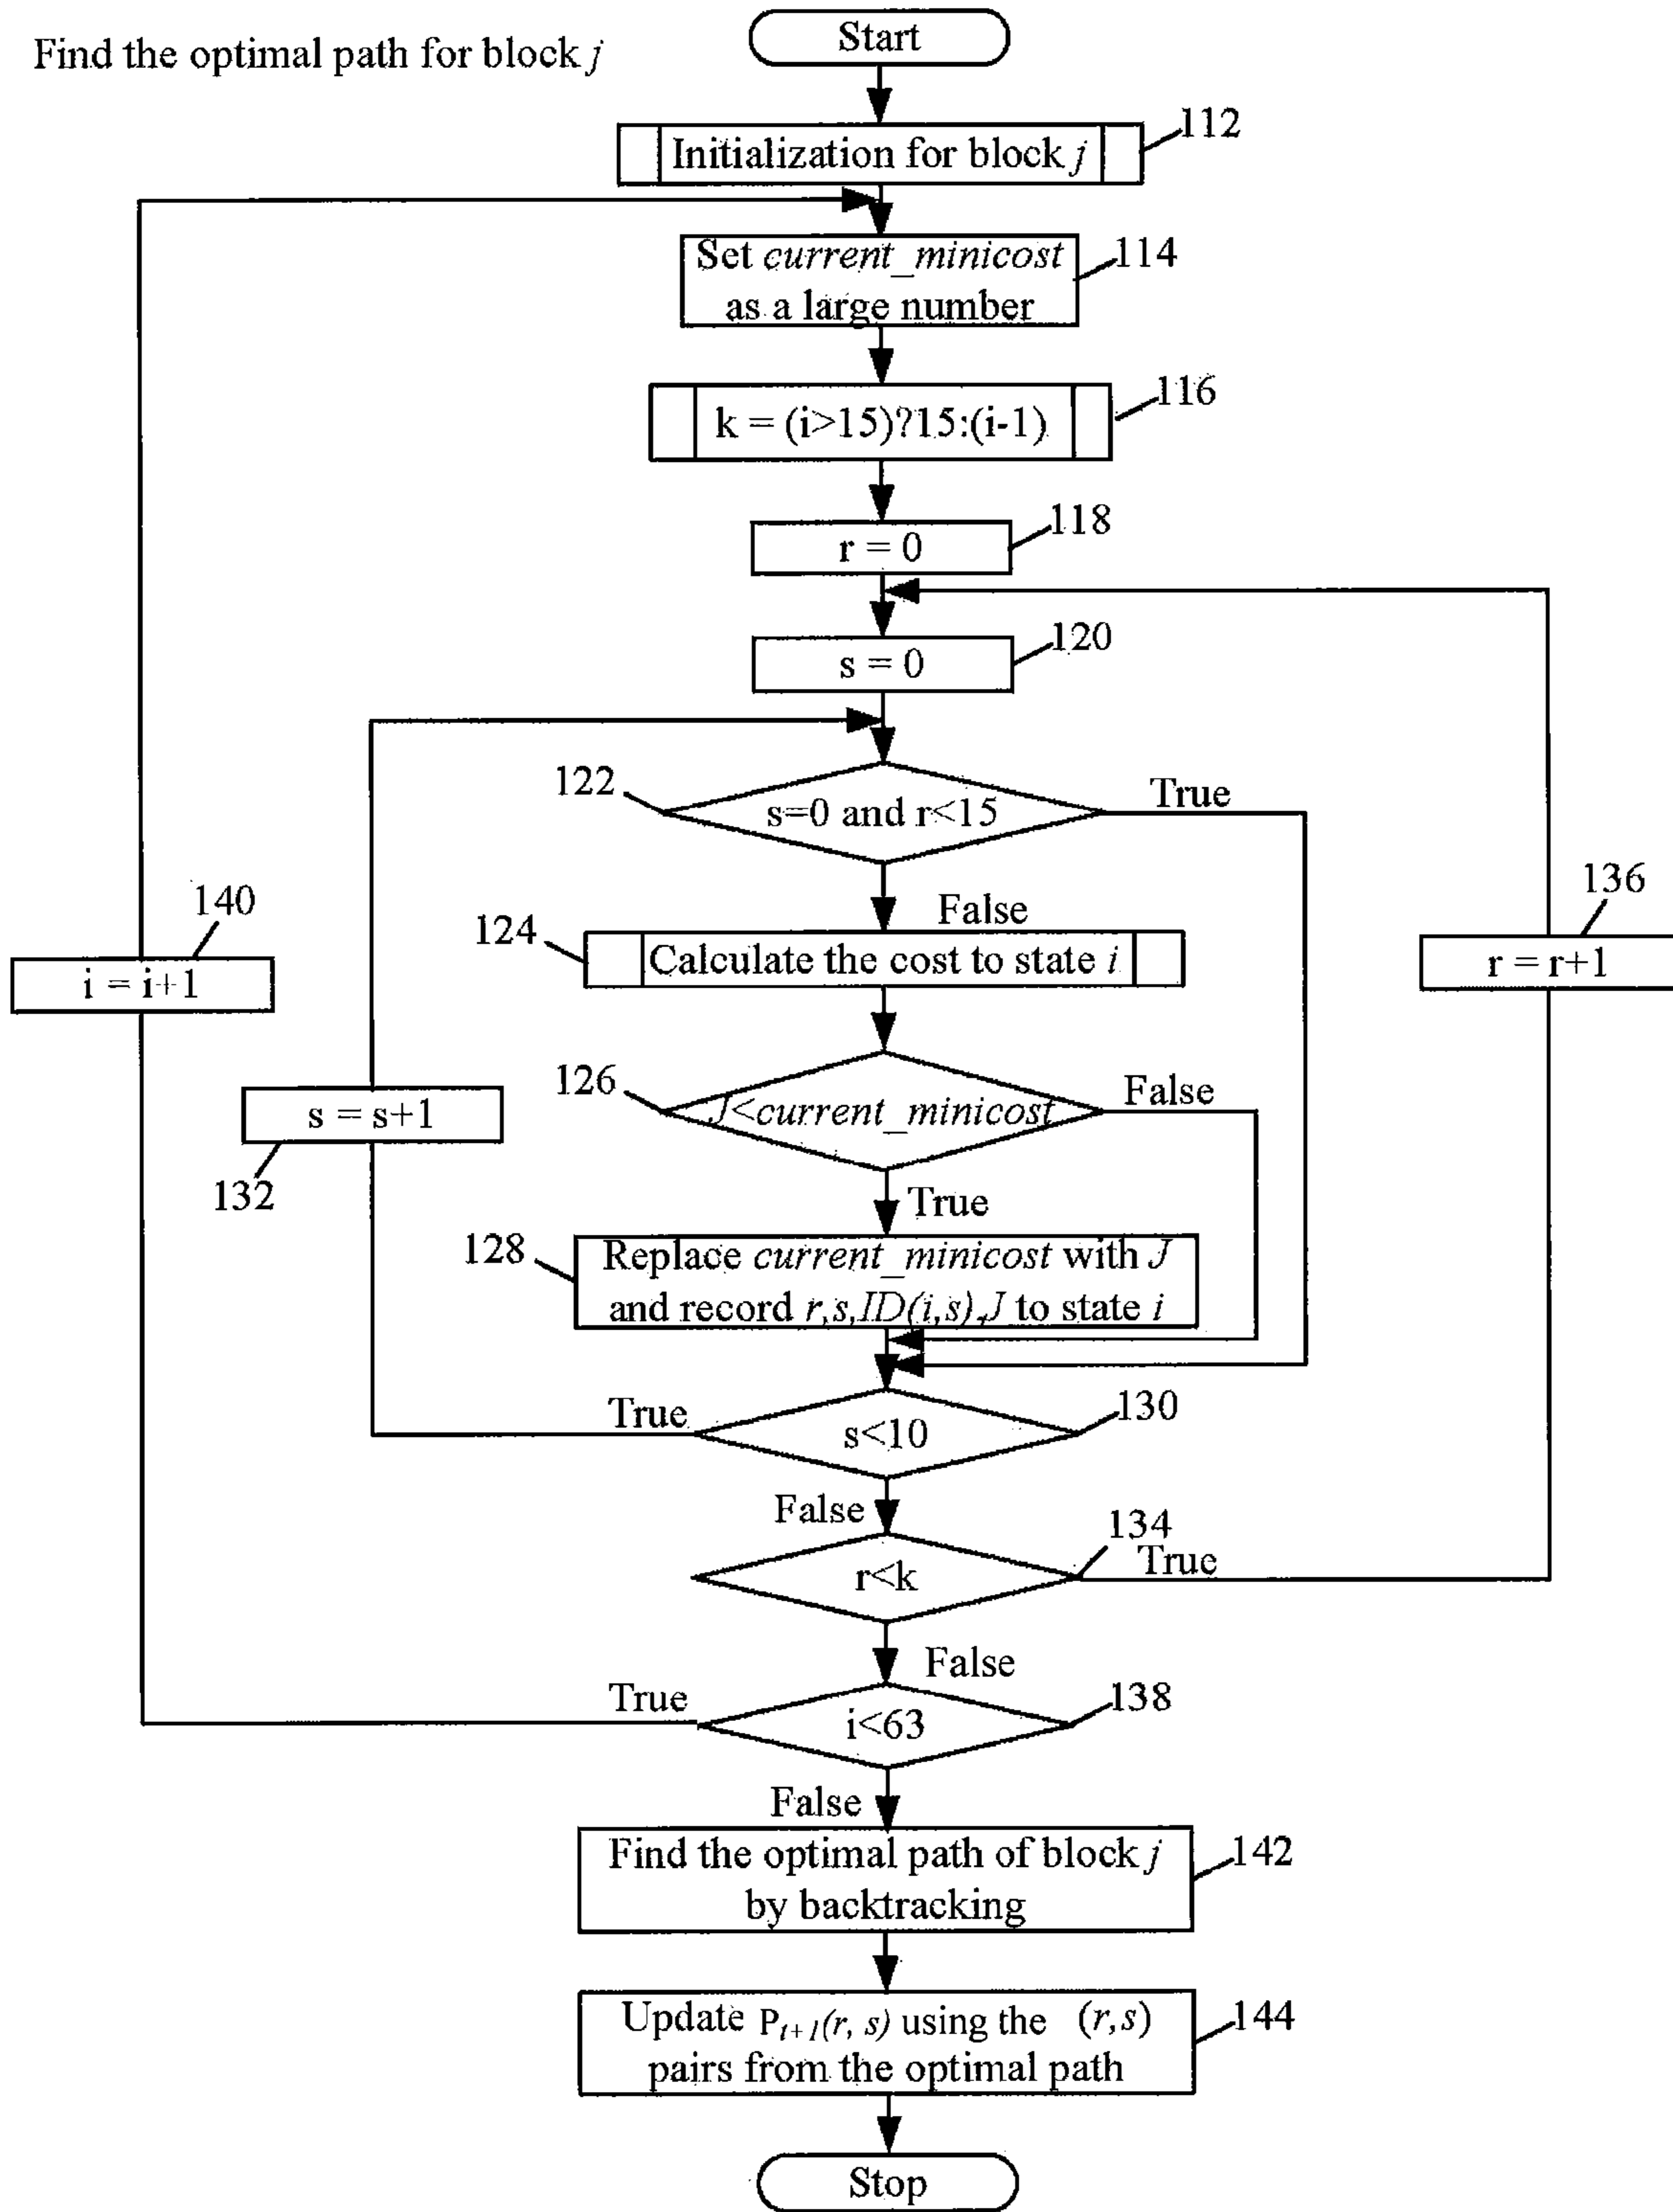 Find the optimal path for block j
Start
Initialization for block j
112
Set current_minicost
as a large number
114
k = (i>15)?15:(i-1)
116
r = 0
118
s = 0
120
122
s=0 and r<15
True
False
124
Calculate the cost to state i
136
r = r+1
140
i = i+1
s = s+1
132
126
J<current_minicost
False
True
128
Replace current_minicost with J
and record r,s,ID(i,s),J to state i
True
s<10
130
False
134
r<k
True
False
True
i<63
138
False
Find the optimal path of block j
by backtracking
142
Update Pt+1(r, s) using the (r,s)
pairs from the optimal path
144
Stop